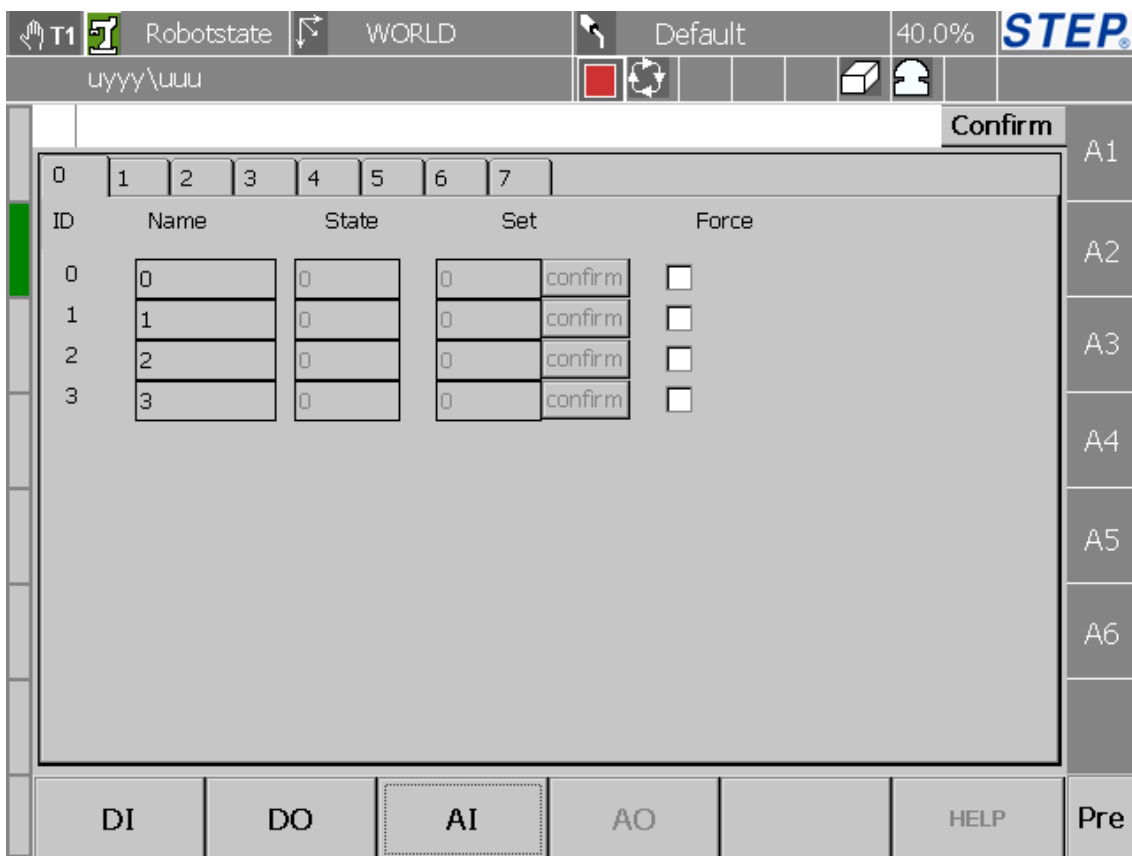 T1 Robotstate WORLD Default 40.0% STEP®
uyyy\uuu
Confirm
A1
0 1 2 3 4 5 6 7
ID Name State Set Force
A2
0 0 0 0 confirm
1 1 0 0 confirm
A3
2 2 0 0 confirm
3 3 0 0 confirm
A4
A5
A6
DI DO AI AO HELP Pre